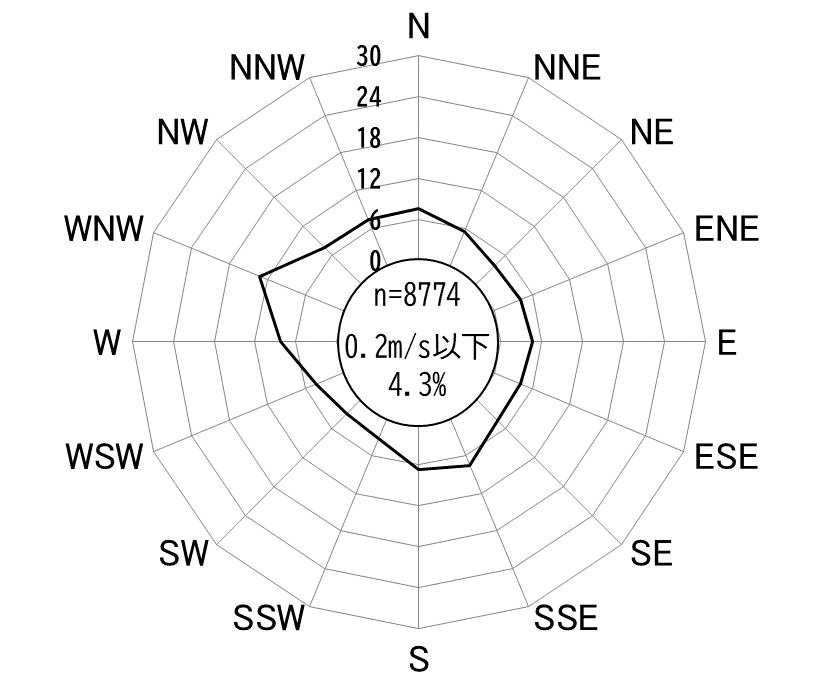 N
NNE
NE
ENE
E
ESE
SE
SSE
S
SSW
SW
WSW
W
WNW
NW
NNW
30
24
18
12
6
0
n=8774
0.2m/s以下
4.3%